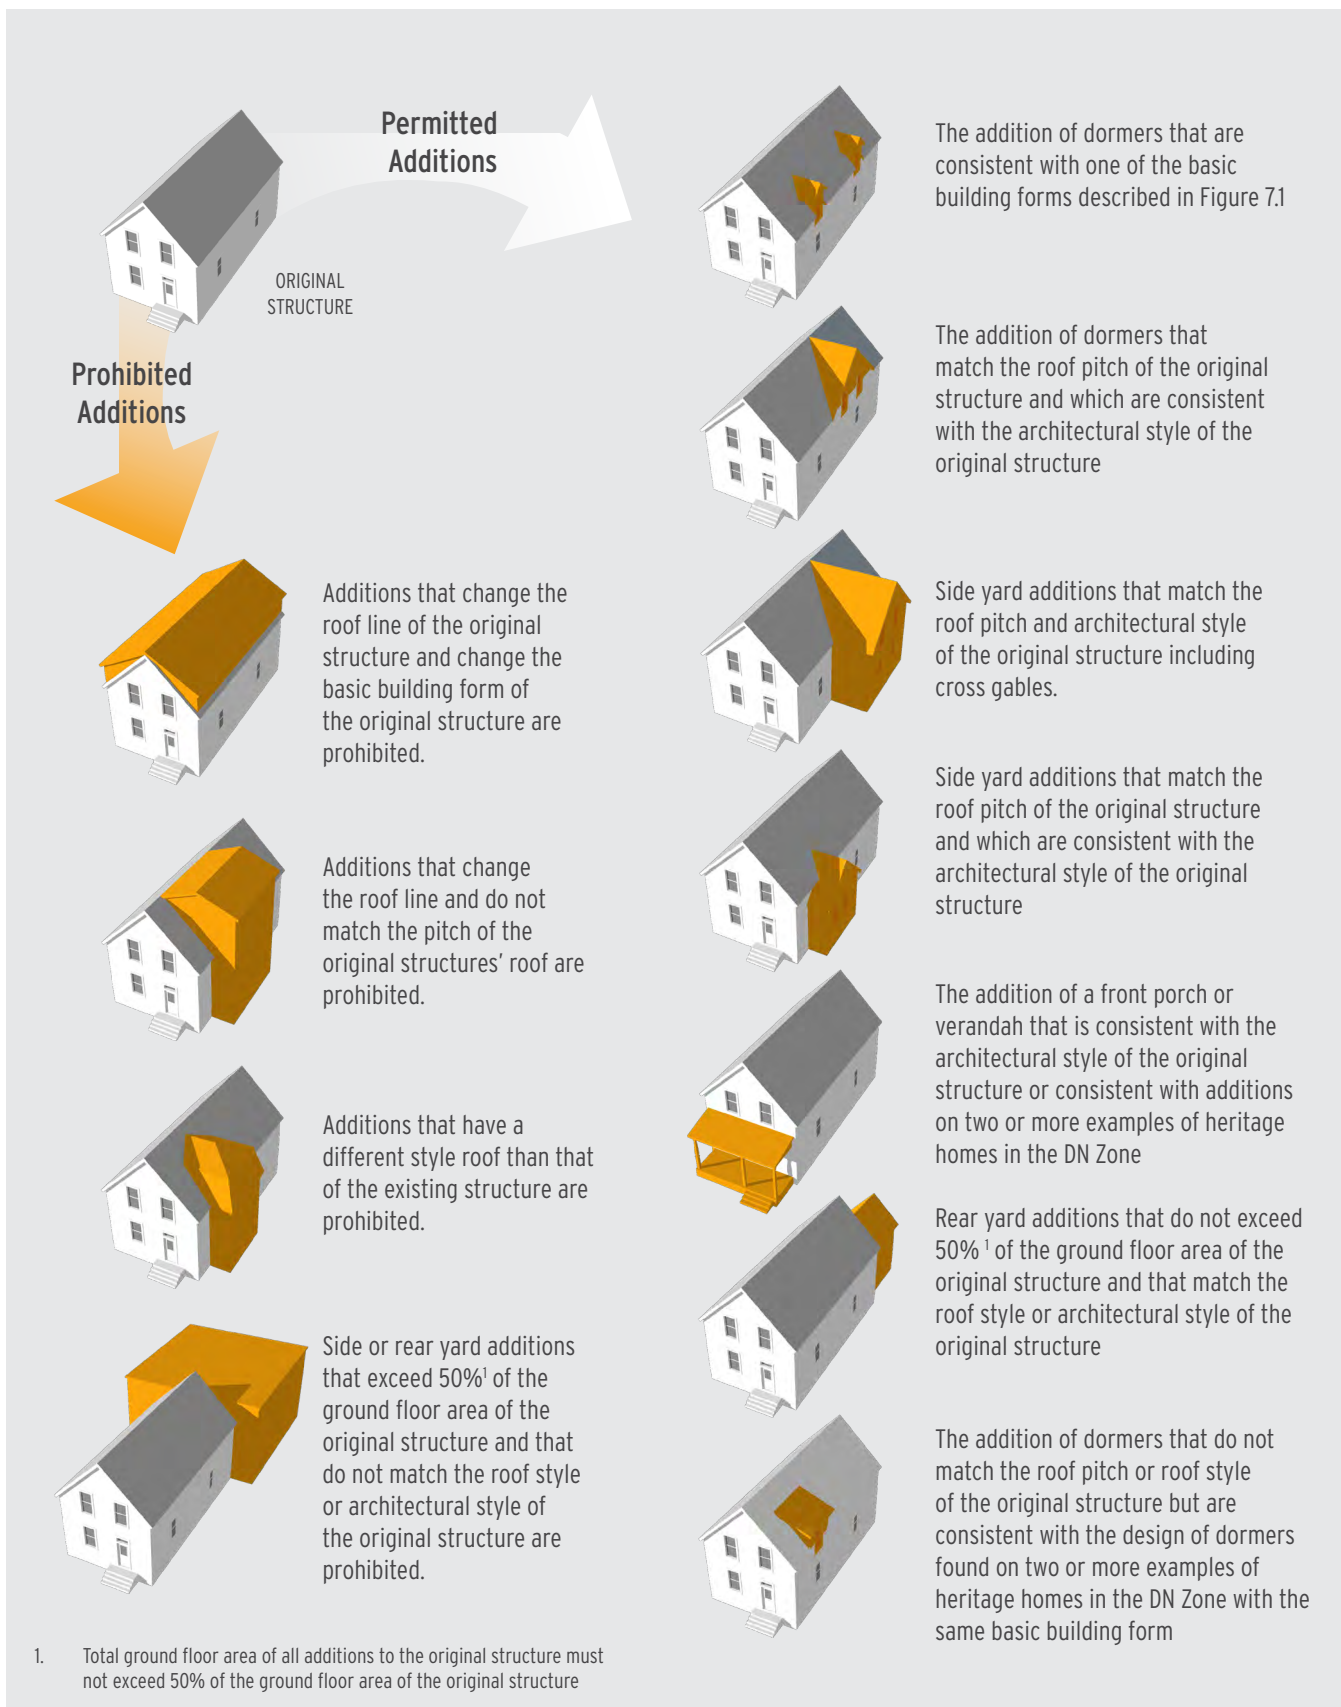 Permitted
Additions
ORIGINAL
STRUCTURE
Prohibited
Additions
Additions that change the
roof line of the original
structure and change the
basic building form of
the original structure are
prohibited.
Additions that change
the roof line and do not
match the pitch of the
original structures’ roof are
prohibited.
Additions that have a
different style roof than that
of the existing structure are
prohibited.
Side or rear yard additions
that exceed 50%¹ of the
ground floor area of the
original structure and that
do not match the roof style
or architectural style of
the original structure are
prohibited.
The addition of dormers that are
consistent with one of the basic
building forms described in Figure 7.1
The addition of dormers that
match the roof pitch of the original
structure and which are consistent
with the architectural style of the
original structure
Side yard additions that match the
roof pitch and architectural style
of the original structure including
cross gables.
Side yard additions that match the
roof pitch of the original structure
and which are consistent with the
architectural style of the original
structure
The addition of a front porch or
verandah that is consistent with the
architectural style of the original
structure or consistent with additions
on two or more examples of heritage
homes in the DN Zone
Rear yard additions that do not exceed
50% ¹ of the ground floor area of the
original structure and that match the
roof style or architectural style of the
original structure
The addition of dormers that do not
match the roof pitch or roof style
of the original structure but are
consistent with the design of dormers
found on two or more examples of
heritage homes in the DN Zone with the
same basic building form
1. Total ground floor area of all additions to the original structure must
not exceed 50% of the ground floor area of the original structure